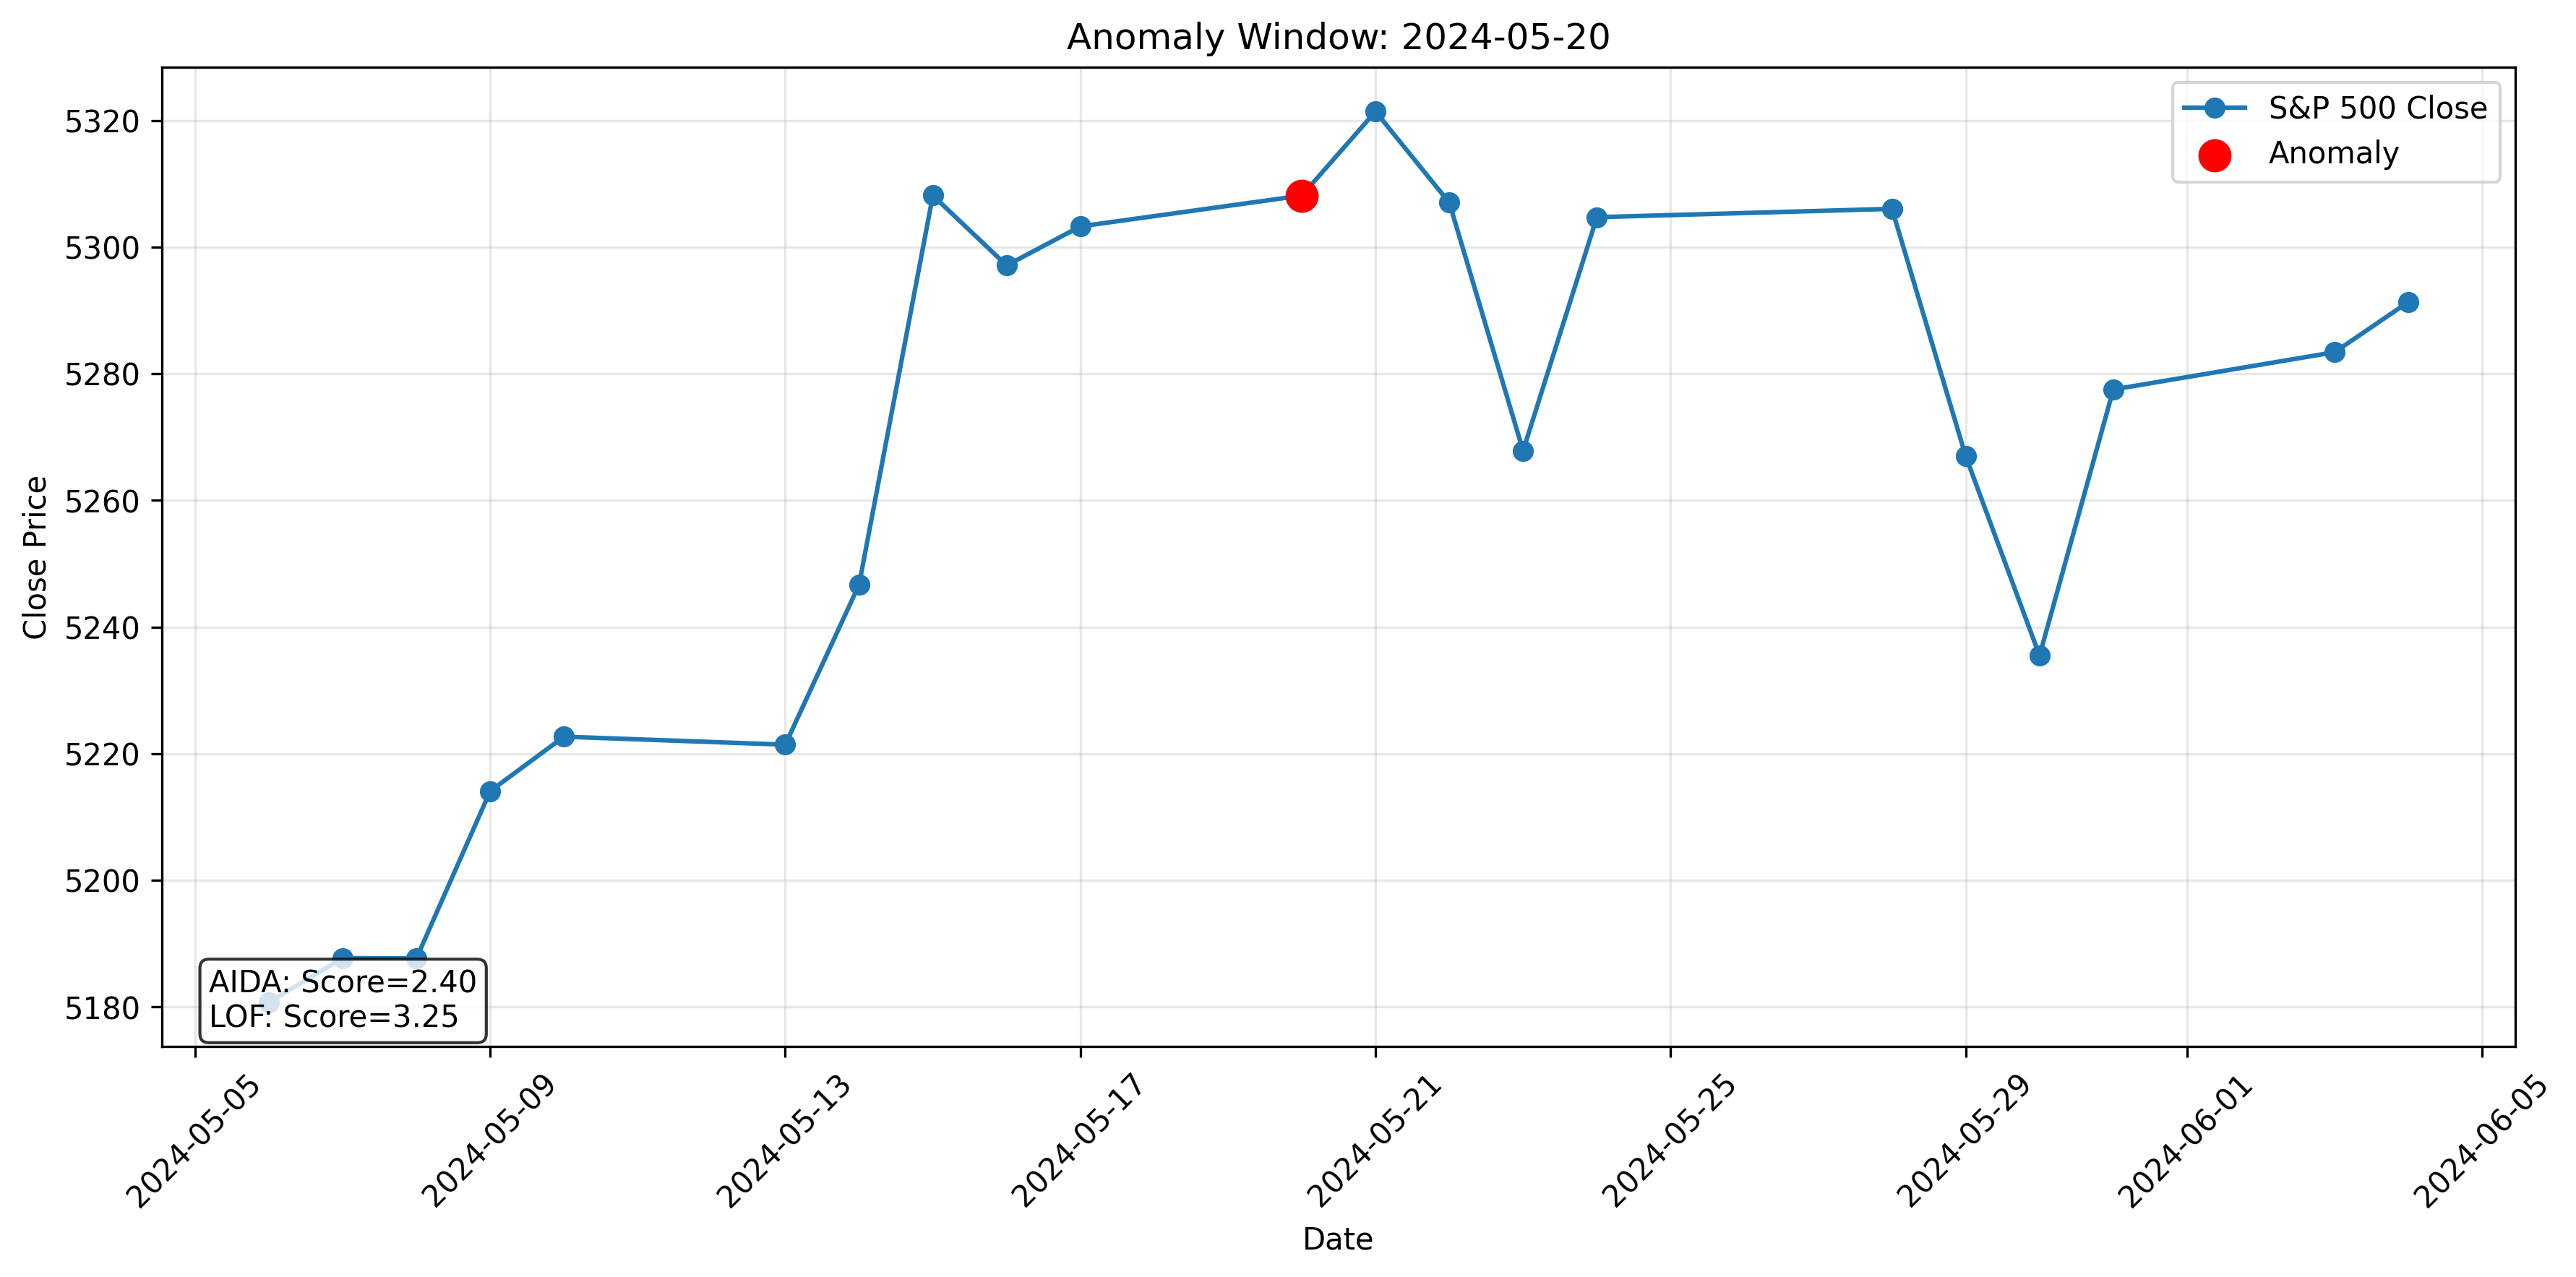 Anomaly Window: 2024-05-20
S&P 500 Close
Anomaly
5320
5300
5280
5260
5240
5220
5200
5180
Close Price
AIDA: Score=2.40
LOF: Score=3.25
2024-05-05
2024-05-09
2024-05-13
2024-05-17
2024-05-21
2024-05-25
2024-05-29
2024-06-01
2024-06-05
Date